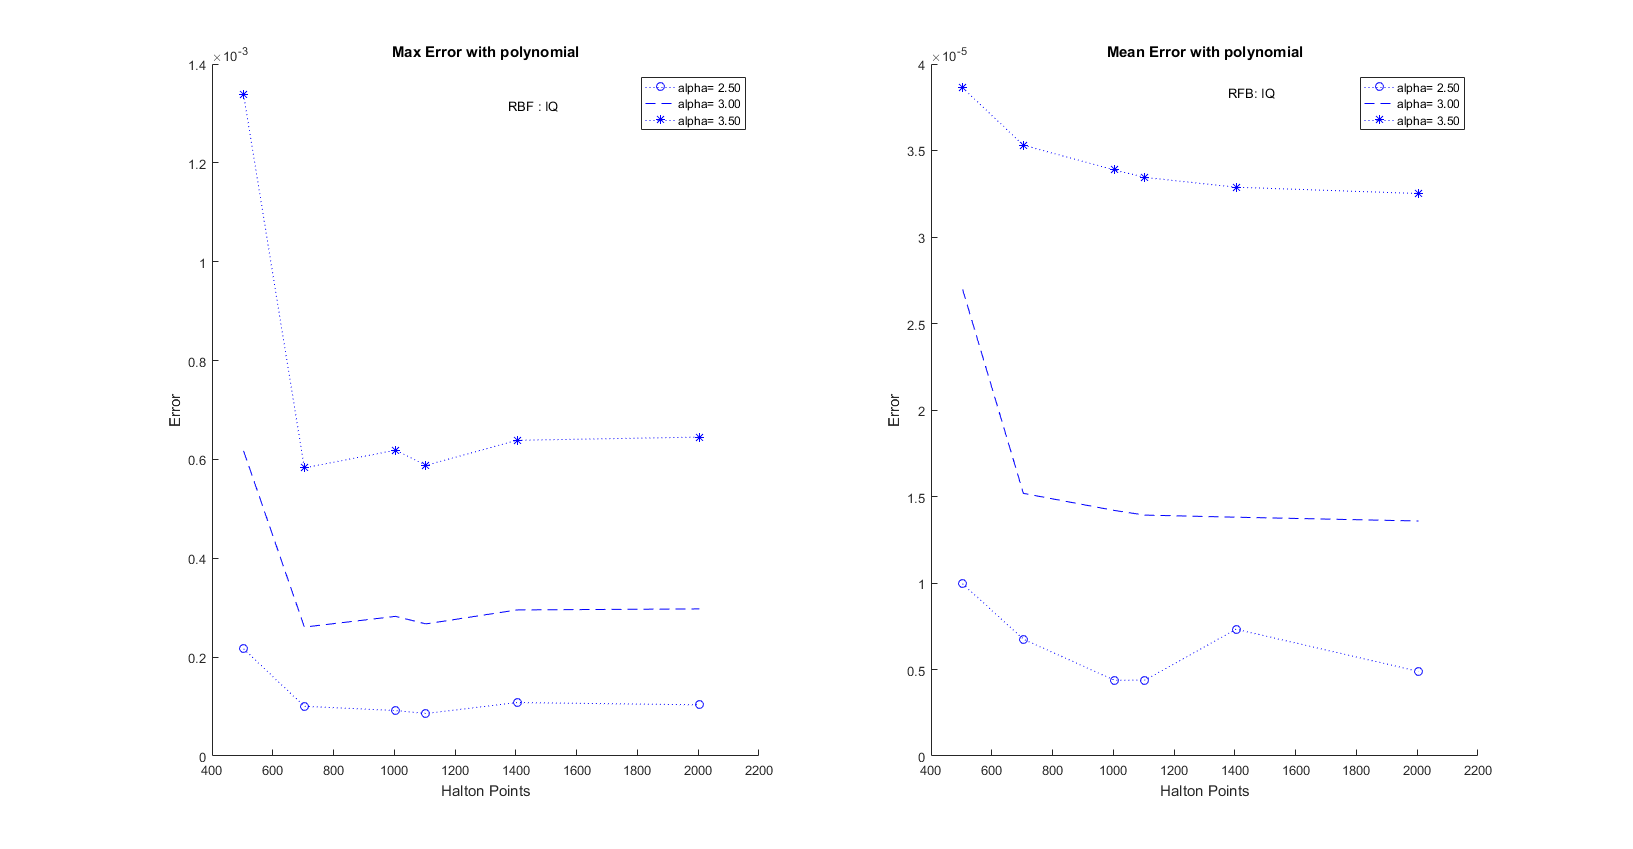 Max Error with polynomial
×10-3
RBF : IQ
alpha= 2.50
alpha= 3.00
alpha= 3.50
1.4
1.2
1
0.8
0.6
0.4
0.2
0
Error
400 600 800 1000 1200 1400 1600 1800 2000 2200
Halton Points
Mean Error with polynomial
×10-5
RFB: IQ
alpha= 2.50
alpha= 3.00
alpha= 3.50
4
3.5
3
2.5
2
1.5
1
0.5
0
Error
400 600 800 1000 1200 1400 1600 1800 2000 2200
Halton Points